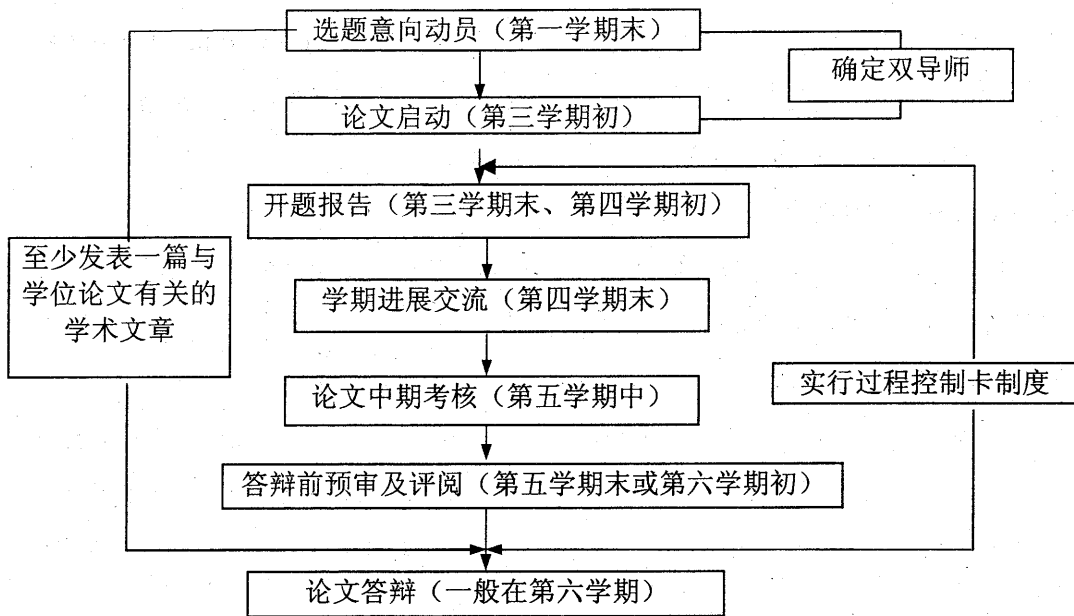 选题意向动员（第一学期末）
确定双导师
论文启动（第三学期初）
开题报告（第三学期末、第四学期初）
至少发表一篇与
学位论文有关的
学术文章
学期进展交流（第四学期末）
论文中期考核（第五学期中）
实行过程控制卡制度
答辩前预审及评阅（第五学期末或第六学期初）
论文答辩（一般在第六学期）